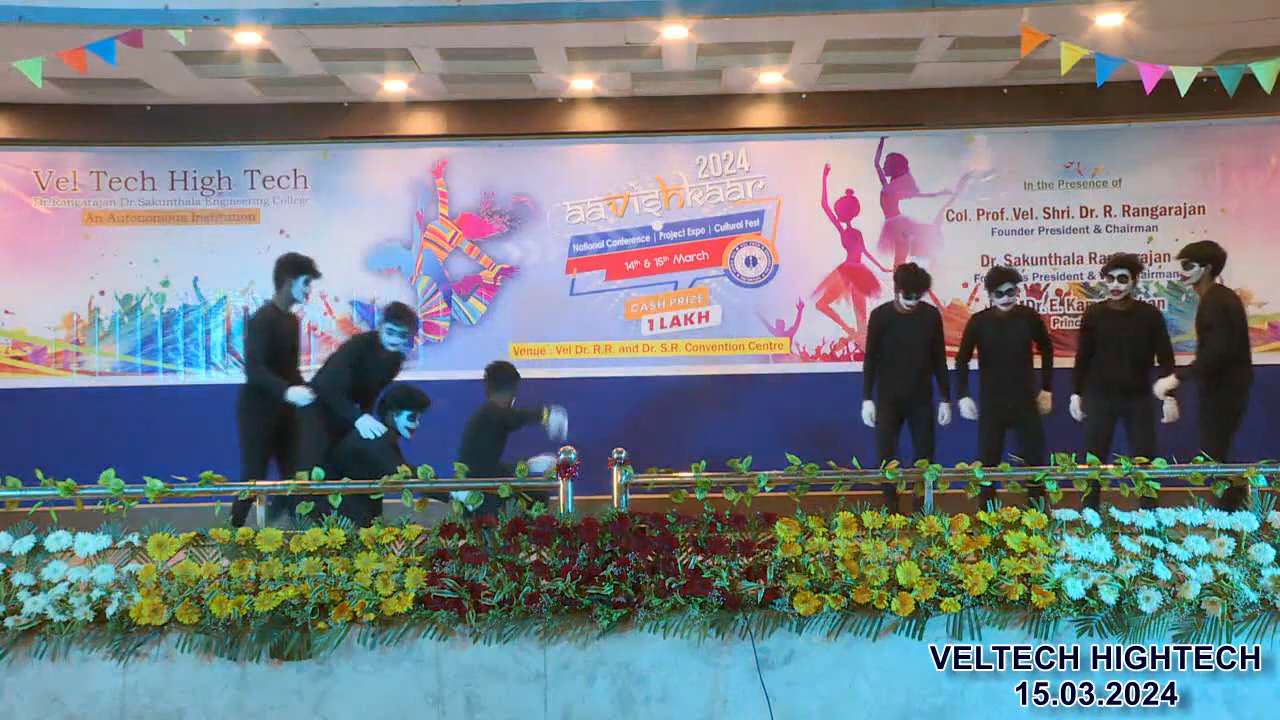 Vel Tech High Tech
Dr.Rangarajan Dr.Sakunthala Engineering College
An Autonomous Institution
2024
aavishkaar
National Conference | Project Expo | Cultural Fest
14th & 15th March
CASH PRIZE
1 LAKH
Venue : Vel Dr. R.R. and Dr. S.R. Convention Centre
In the Presence of
Col. Prof. Vel. Shri. Dr. R. Rangarajan
Founder President & Chairman
Dr. Sakunthala
President &
Dr. E.
VELTECH HIGHTECH
15.03.2024